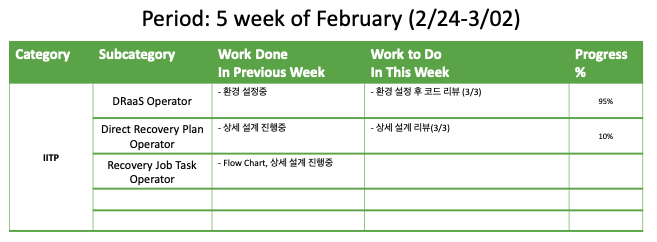 Period: 5 week of February (2/24-3/02)
Category Subcategory Work Done In Previous Week Work to Do In This Week Progress %
IITP
DRaaS Operator - 환경 설정중 - 환경 설정 후 코드 리뷰 (3/3) 95%
Direct Recovery Plan Operator - 상세 설계 진행중 - 상세 설계 리뷰(3/3) 10%
Recovery Job Task Operator - Flow Chart, 상세 설계 진행중